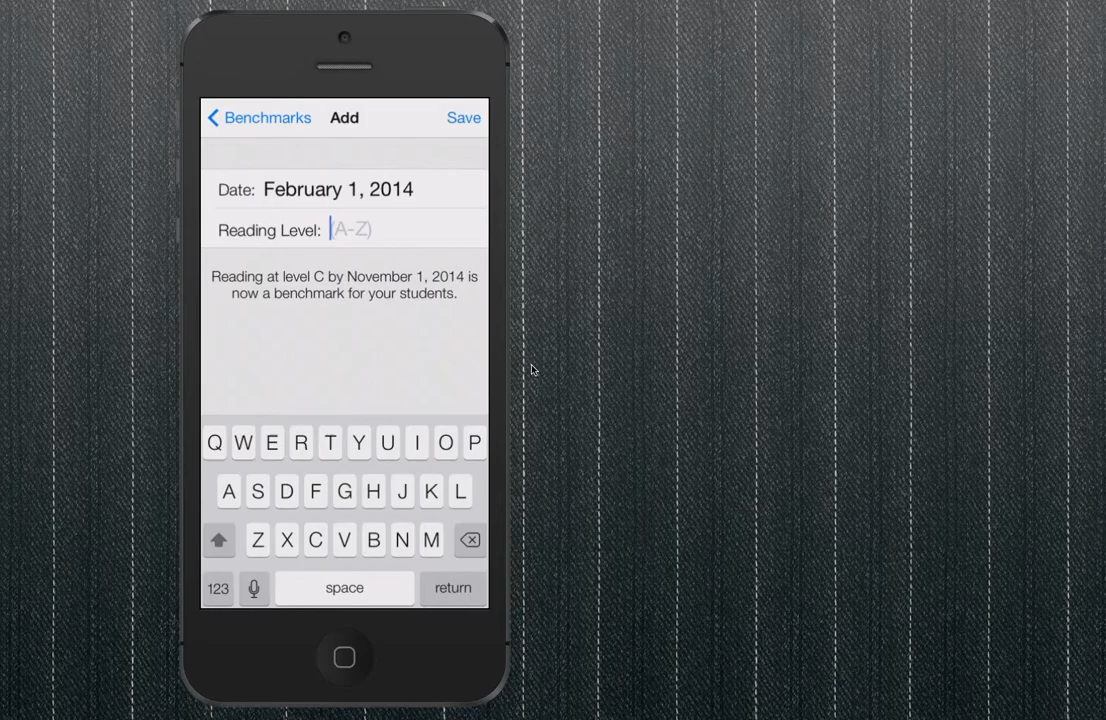 Benchmarks Add Save
Date: February 1, 2014
Reading Level: (A-Z)
Reading at level C by November 1, 2014 is
now a benchmark for your students.
Q W E R T Y U I O P
A S D F G H J K L
Z X C V B N M
123 space return